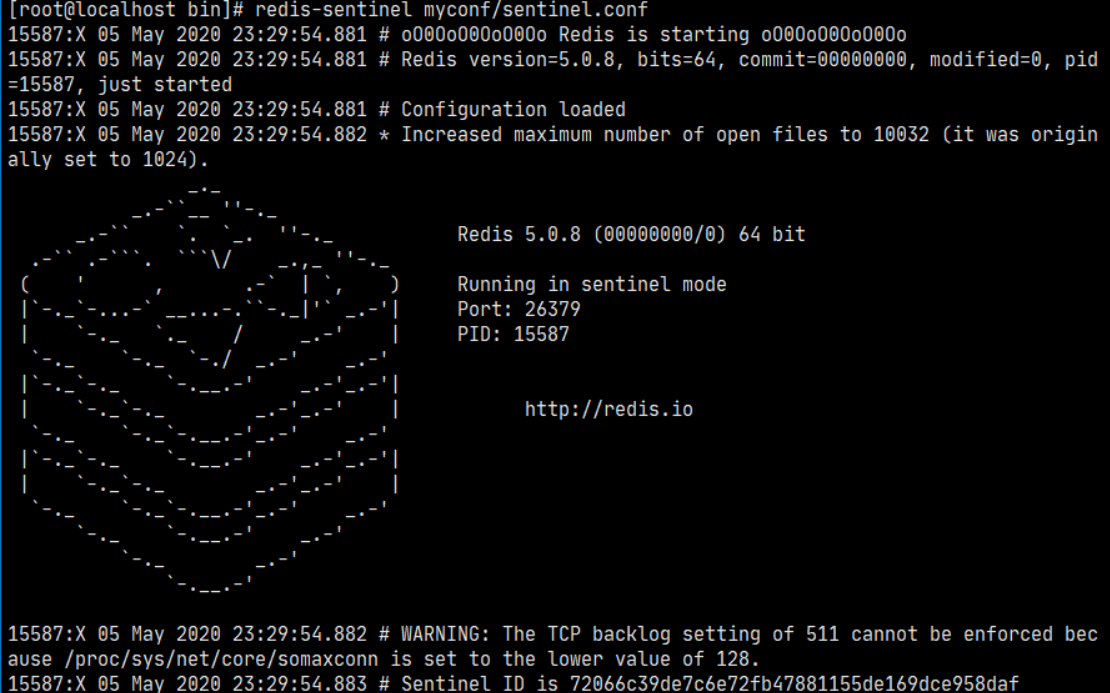 [root@localhost bin]# redis-sentinel myconf/sentinel.conf
15587:X 05 May 2020 23:29:54.881 # oO0OoO0OoO0Oo Redis is starting oO0OoO0OoO0Oo
15587:X 05 May 2020 23:29:54.881 # Redis version=5.0.8, bits=64, commit=00000000, modified=0, pid
=15587, just started
15587:X 05 May 2020 23:29:54.881 # Configuration loaded
15587:X 05 May 2020 23:29:54.882 * Increased maximum number of open files to 10032 (it was origin
ally set to 1024).
Redis 5.0.8 (00000000/0) 64 bit
Running in sentinel mode
Port: 26379
PID: 15587
http://redis.io
15587:X 05 May 2020 23:29:54.882 # WARNING: The TCP backlog setting of 511 cannot be enforced bec
ause /proc/sys/net/core/somaxconn is set to the lower value of 128.
15587:X 05 May 2020 23:29:54.883 # Sentinel ID is 72066c39de7c6e72fb47881155de169dce958daf